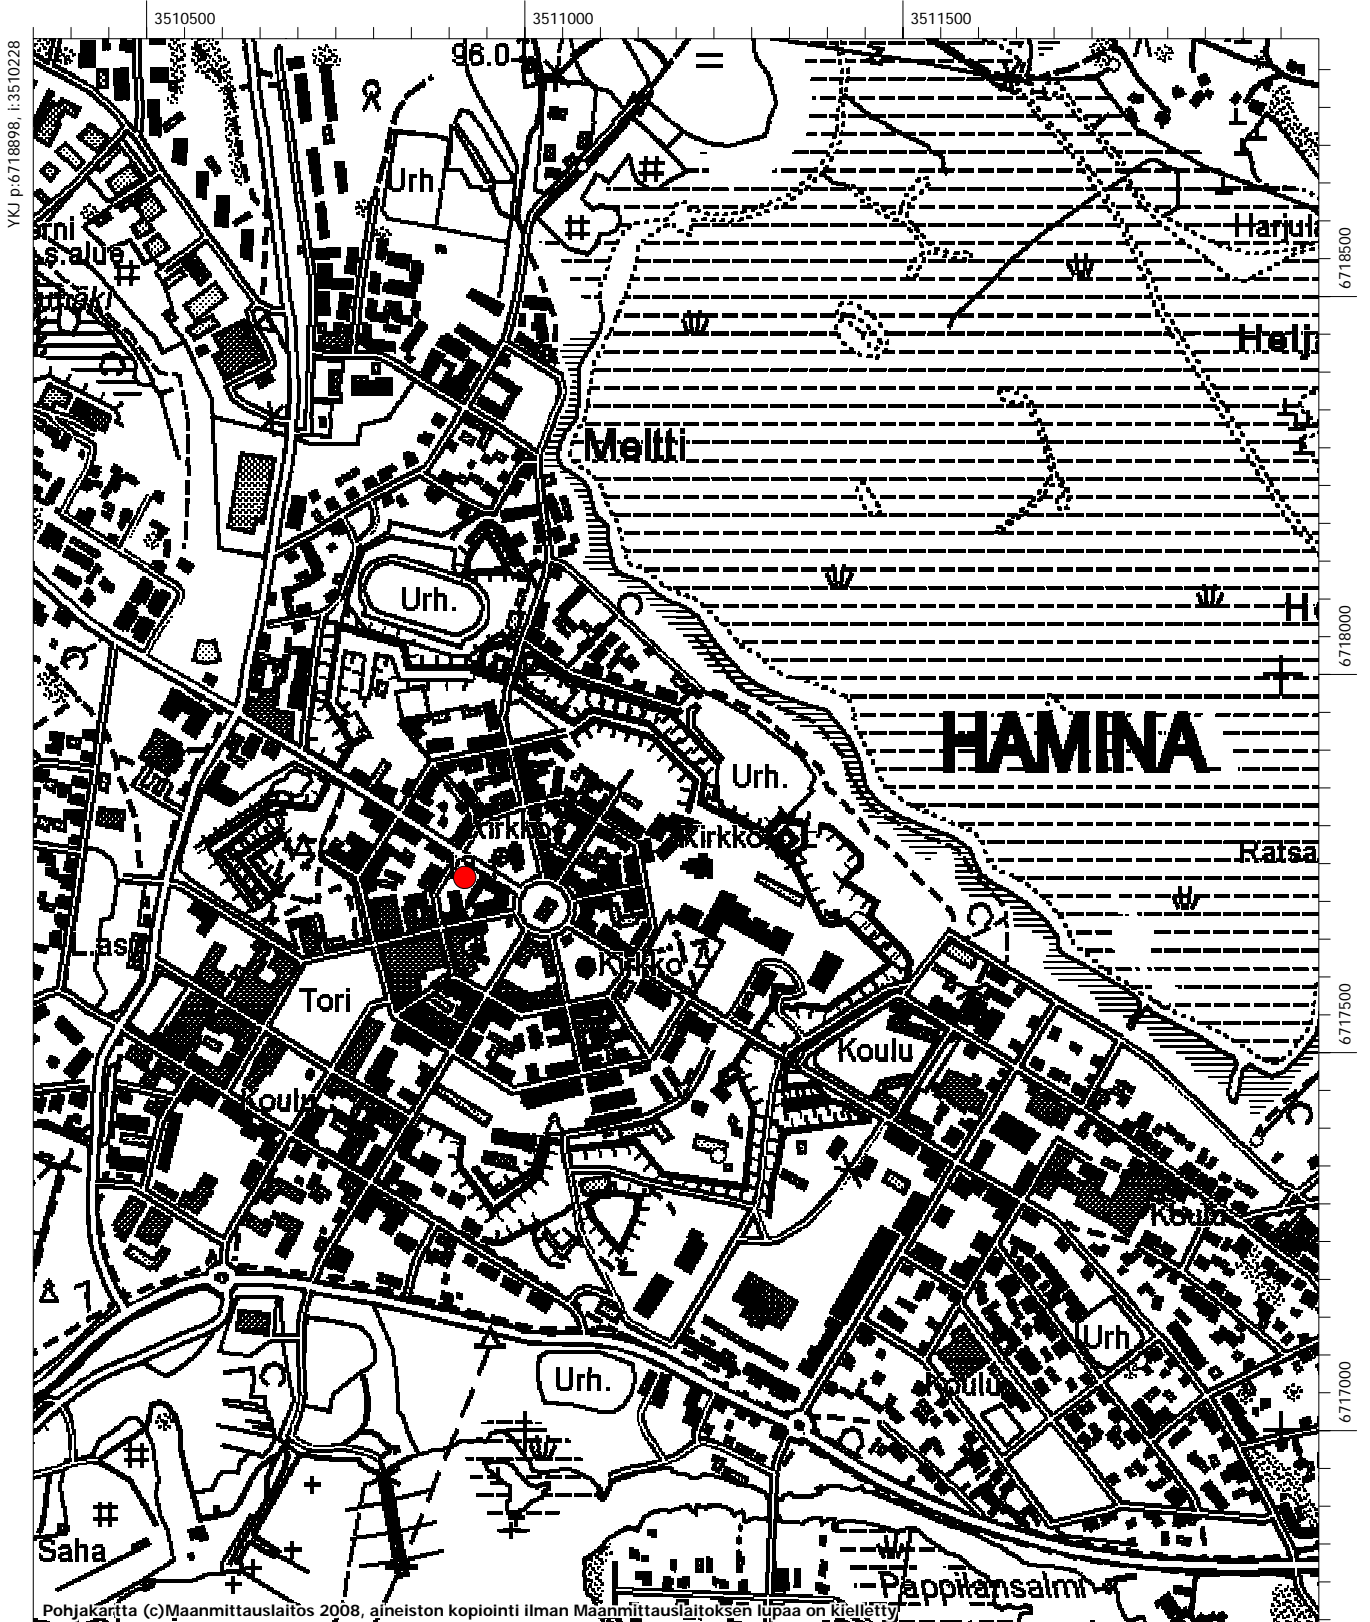 3510500
3511000
3511500
YKJ p:6718898, i:3510228
96.0
Urh.
Harjula
s.alue
6718500
Meltti
Urh.
6718000
HAMINA
Urh.
Kirkko
Kirkko
Ratsa
Kirkko
Tori
6717500
Koulu
Koulu
Koulu
Urh.
Koulu
Urh.
6717000
Saha
Pappilansalmi
Pohjakartta (c)Maanmittauslaitos 2008, aineiston kopiointi ilman Maanmittauslaitoksen lupaa on kielletty